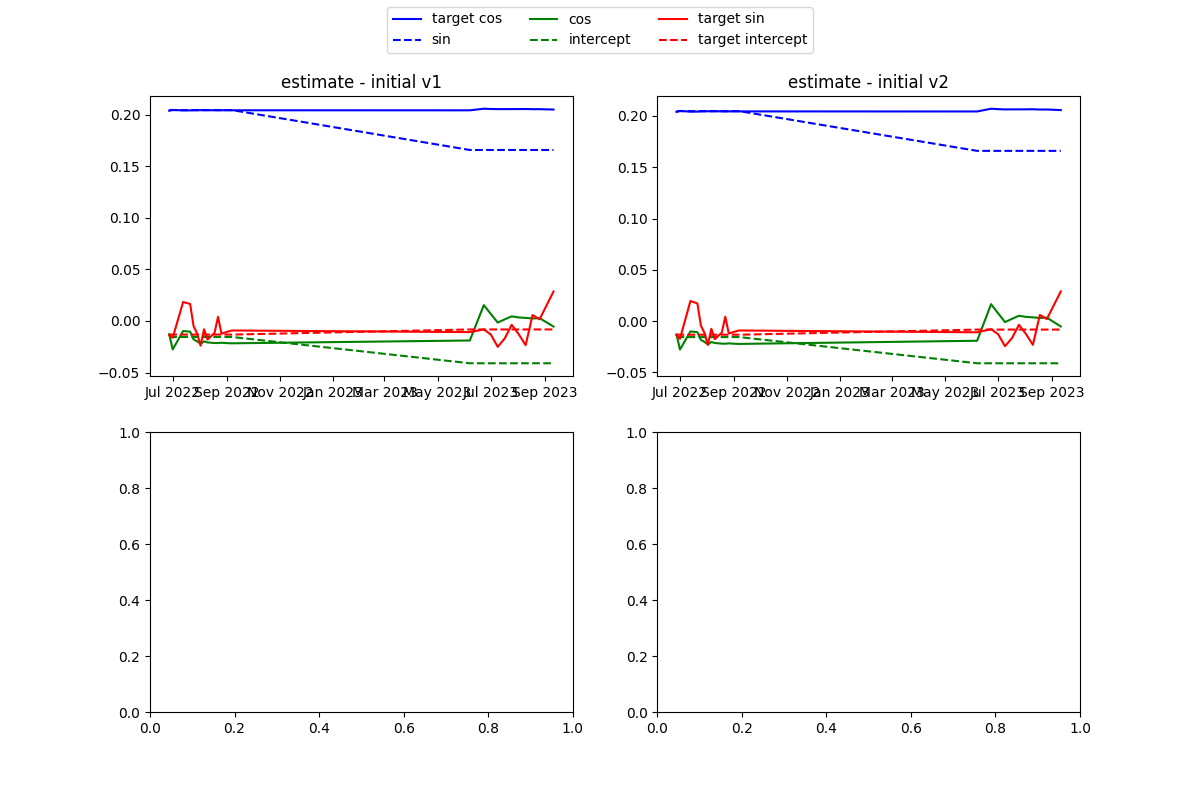 target cos cos target sin
sin intercept target intercept
estimate - initial v1 estimate - initial v2
0.20 0.20
0.15 0.15
0.10 0.10
0.05 0.05
0.00 0.00
−0.05 −0.05
Jul 2022 Sep 2022 Nov 2022 Jan 2023 Mar 2023 May 2023 Jul 2023 Sep 2023 Jul 2022 Sep 2022 Nov 2022 Jan 2023 Mar 2023 May 2023 Jul 2023 Sep 2023
1.0 1.0
0.8 0.8
0.6 0.6
0.4 0.4
0.2 0.2
0.0 0.0
0.0 0.2 0.4 0.6 0.8 1.0 0.0 0.2 0.4 0.6 0.8 1.0